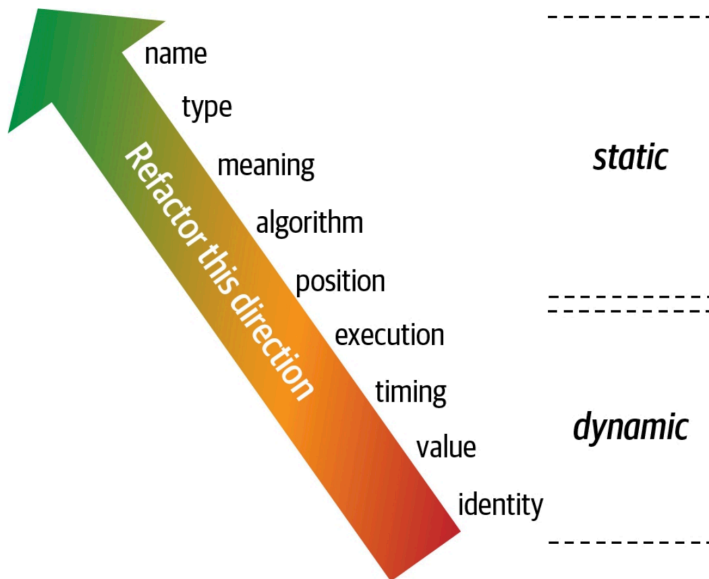 name
type
meaning
algorithm
position
execution
timing
value
identity
Refactor this direction
static
dynamic